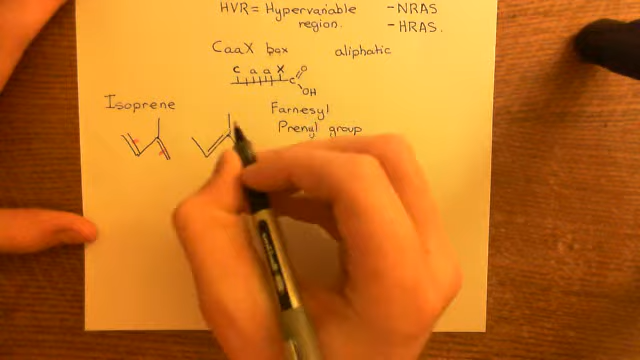 HVR = Hypervariable region.
- NRAS
- HRAS.
CaaX box aliphatic
C a a X
C O
OH
Isoprene
Farnesyl
Prenyl group